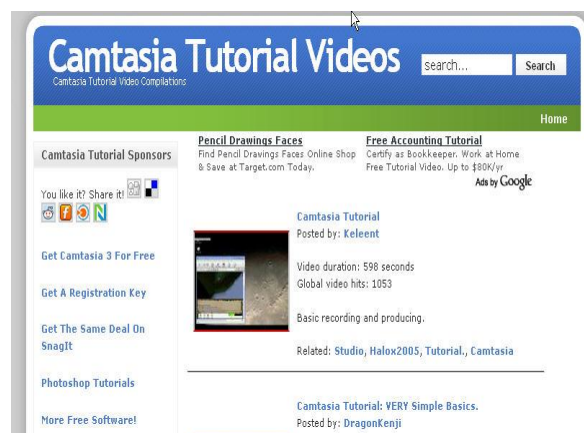 Camtasia Tutorial Videos
Camtasia Tutorial Video Compilations
search...
Search
Home
Camtasia Tutorial Sponsors
You like it? Share it!
Get Camtasia 3 For Free
Get A Registration Key
Get The Same Deal On
SnagIt
Photoshop Tutorials
More Free Software!
Pencil Drawings Faces
Find Pencil Drawings Faces Online Shop
& Save at Target.com Today.
Free Accounting Tutorial
Certify as Bookkeeper. Work at Home
Free Tutorial Video. Up to $80K/yr
Ads by Google
Camtasia Tutorial
Posted by: Keleent
Video duration: 598 seconds
Global video hits: 1053
Basic recording and producing.
Related: Studio, Halox2005, Tutorial., Camtasia
Camtasia Tutorial: VERY Simple Basics.
Posted by: DragonKenji